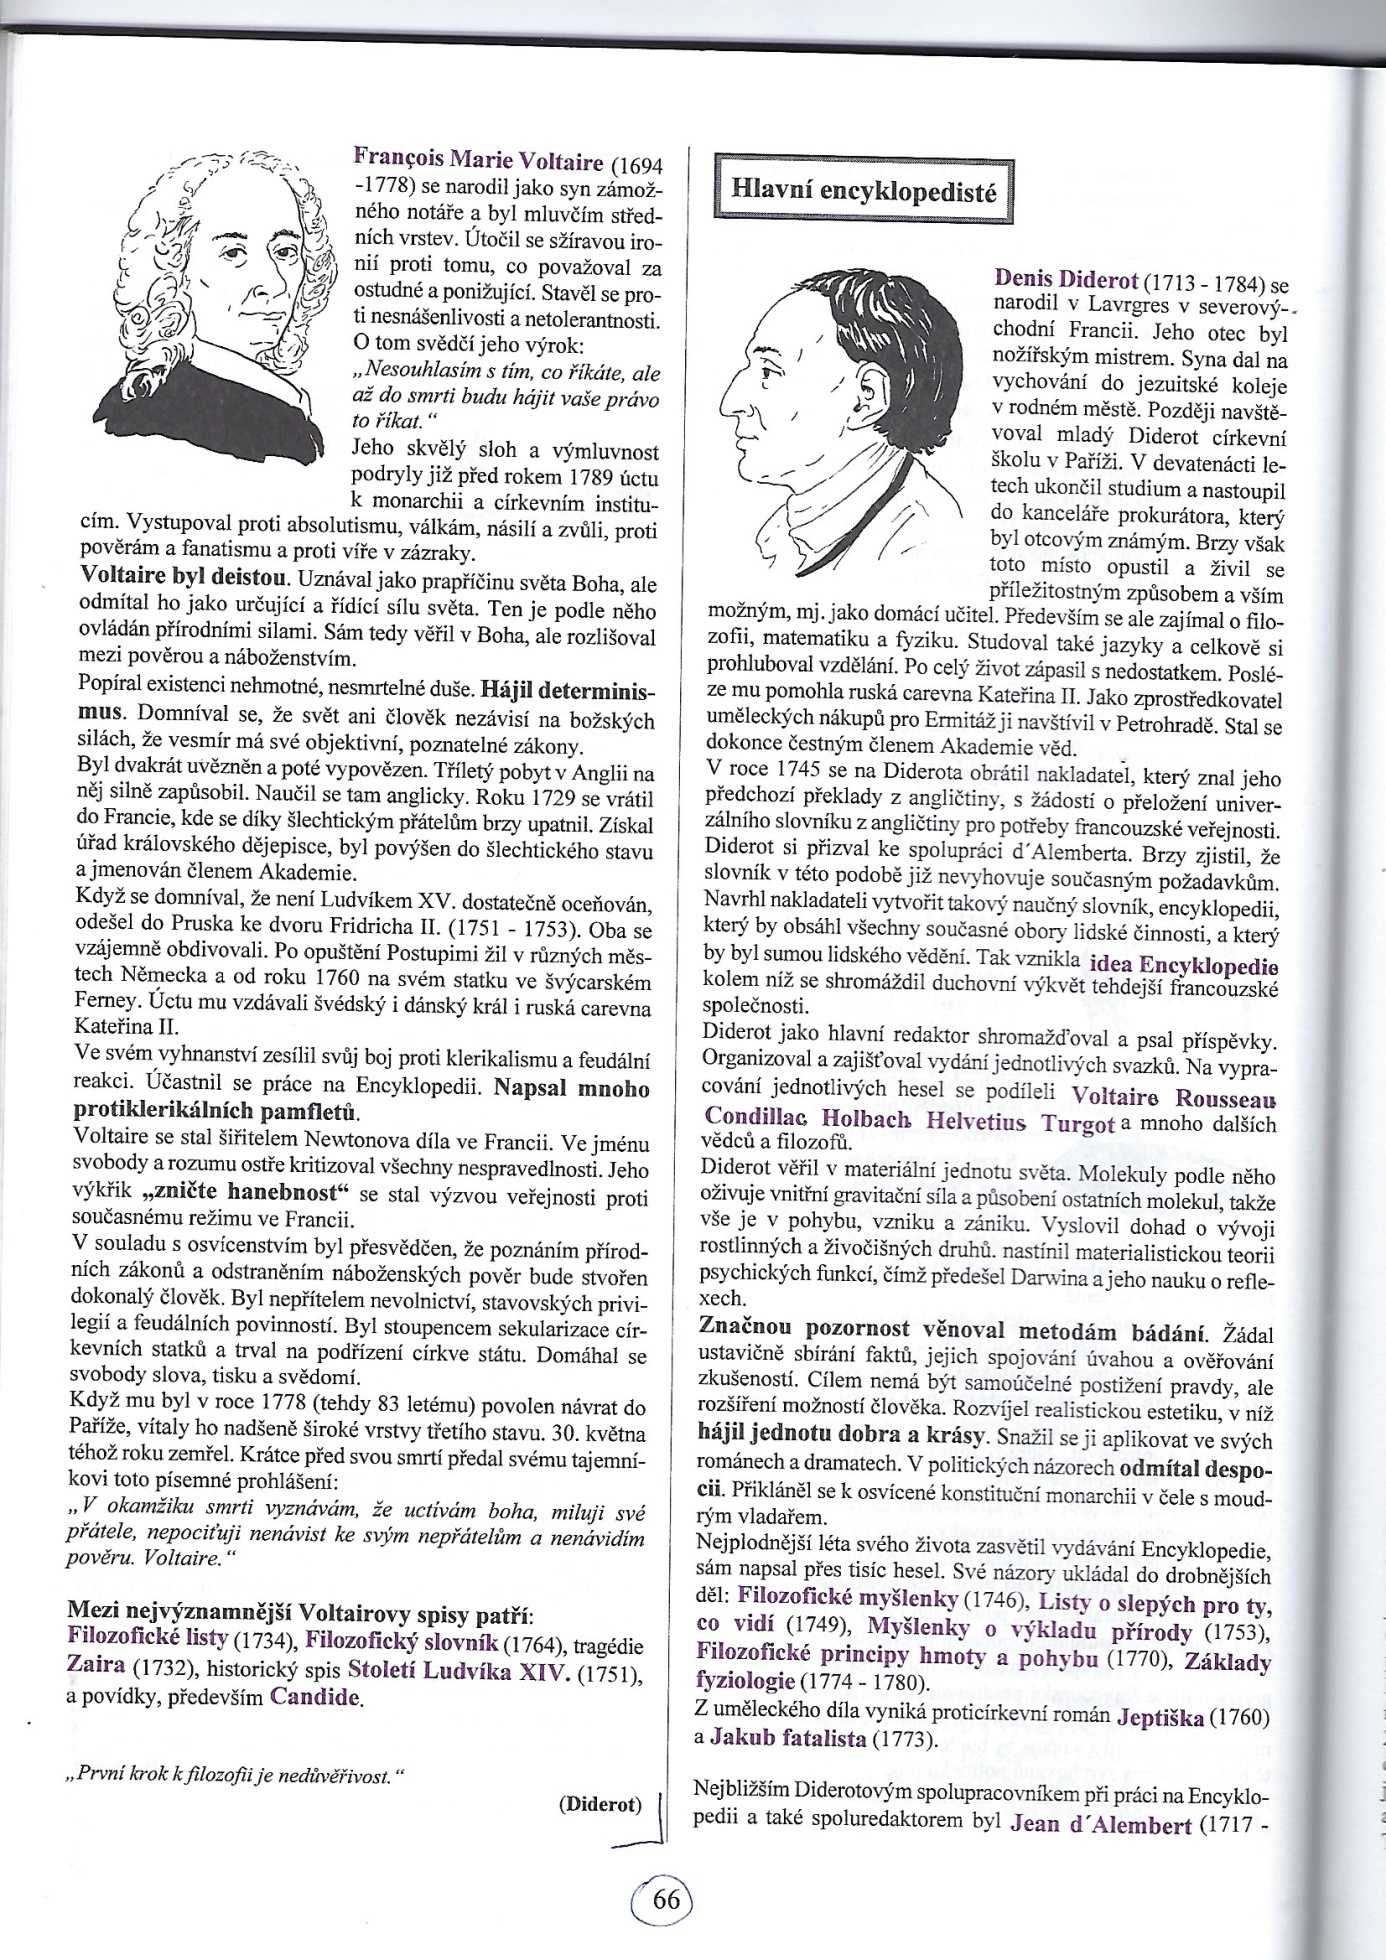 François Marie Voltaire (1694
-1778) se narodil jako syn zámož-
ného notáře a byl mluvčím střed-
ních vrstev. Útočil se sžíravou iro-
nií proti tomu, co považoval za
ostudné a ponižující. Stavěl se pro-
ti nesnášenlivosti a netolerantnosti.
O tom svědčí jeho výrok:
„Nesouhlasím s tím, co říkáte, ale
až do smrti budu hájit vaše právo
to říkat.“
Jeho skvělý sloh a výmluvnost
podryly již před rokem 1789 úctu
k monarchii a církevním institu-
cím. Vystupoval proti absolutismu, válkám, násilí a zvůli, proti
pověrám a fanatismu a proti víře v zázraky.
Voltaire byl deistou. Uznával jako prapříčinu světa Boha, ale
odmítal ho jako určující a řídící sílu světa. Ten je podle něho
ovládán přírodními silami. Sám tedy věřil v Boha, ale rozlišoval
mezi pověrou a náboženstvím.
Popíral existenci nehmotné, nesmrtelné duše. Hájil determinis-
mus. Domníval se, že svět ani člověk nezávisí na božských
silách, že vesmír má své objektivní, poznatelné zákony.
Byl dvakrát uvězněn a poté vypovězen. Tříletý pobyt v Anglii na
něj silně zapůsobil. Naučil se tam anglicky. Roku 1729 se vrátil
do Francie, kde se díky šlechtickým přátelům brzy upatnil. Získal
úřad královského dějepisce, byl povýšen do šlechtického stavu
a jmenován členem Akademie.
Když se domníval, že není Ludvíkem XV. dostatečně oceňován,
odešel do Pruska ke dvoru Fridricha II. (1751 - 1753). Oba se
vzájemně obdivovali. Po opuštění Postupimi žil v různých měs-
tech Německa a od roku 1760 na svém statku ve švýcarském
Ferney. Úctu mu vzdávali švédský i dánský král i ruská carevna
Kateřina II.
Ve svém vyhnanství zesílil svůj boj proti klerikalismu a feudální
reakci. Účastnil se práce na Encyklopedii. Napsal mnoho
protiklerikálních pamfletů.
Voltaire se stal šiřitelem Newtonova díla ve Francii. Ve jménu
svobody a rozumu ostře kritizoval všechny nespravedlnosti. Jeho
výkřik „zničte hanebnost“ se stal výzvou veřejnosti proti
současnému režimu ve Francii.
V souladu s osvícenstvím byl přesvědčen, že poznáním přírod-
ních zákonů a odstraněním náboženských pověr bude stvořen
dokonalý člověk. Byl nepřítelem nevolnictví, stavovských privi-
legií a feudálních povinností. Byl stoupencem sekularizace cír-
kevních statků a trval na podřízení církve státu. Domáhal se
svobody slova, tisku a svědomí.
Když mu byl v roce 1778 (tehdy 83 letému) povolen návrat do
Paříže, vítaly ho nadšeně široké vrstvy třetího stavu. 30. května
téhož roku zemřel. Krátce před svou smrtí předal svému tajemní-
kovi toto písemné prohlášení:
„V okamžiku smrti vyznávám, že uctívám boha, miluji své
přátele, nepociťuji nenávist ke svým nepřátelům a nenávidím
pověru. Voltaire.“
Mezi nejvýznamnější Voltairovy spisy patří:
Filozofické listy (1734), Filozofický slovník (1764), tragédie
Zaira (1732), historický spis Století Ludvíka XIV. (1751),
a povídky, především Candide.
„První krok k filozofii je nedůvěřivost.“
(Diderot)
Hlavní encyklopedisté
Denis Diderot (1713 - 1784) se
narodil v Lavrgres v severový-
chodní Francii. Jeho otec byl
nožířským mistrem. Syna dal na
vychování do jezuitské koleje
v rodném městě. Později navště-
voval mladý Diderot církevní
školu v Paříži. V devatenácti le-
tech ukončil studium a nastoupil
do kanceláře prokurátora, který
byl otcovým známým. Brzy však
toto místo opustil a živil se
příležitostným způsobem a vším
možným, mj. jako domácí učitel. Především se ale zajímal o filo-
zofii, matematiku a fyziku. Studoval také jazyky a celkově si
prohluboval vzdělání. Po celý život zápasil s nedostatkem. Poslé-
ze mu pomohla ruská carevna Kateřina II. Jako zprostředkovatel
uměleckých nákupů pro Ermitáž ji navštívil v Petrohradě. Stal se
dokonce čestným členem Akademie věd.
V roce 1745 se na Diderota obrátil nakladatel, který znal jeho
předchozí překlady z angličtiny, s žádostí o přeložení univer-
zálního slovníku z angličtiny pro potřeby francouzské veřejnosti.
Diderot si přizval ke spolupráci d´Alemberta. Brzy zjistil, že
slovník v této podobě již nevyhovuje současným požadavkům.
Navrhl nakladateli vytvořit takový naučný slovník, encyklopedii,
který by obsáhl všechny současné obory lidské činnosti, a který
by byl sumou lidského vědění. Tak vznikla idea Encyklopedie
kolem níž se shromáždil duchovní výkvět tehdejší francouzské
společnosti.
Diderot jako hlavní redaktor shromažďoval a psal příspěvky.
Organizoval a zajišťoval vydání jednotlivých svazků. Na vypra-
cování jednotlivých hesel se podíleli Voltaire Rousseau
Condillac Holbach Helvetius Turgot a mnoho dalších
vědců a filozofů.
Diderot věřil v materiální jednotu světa. Molekuly podle něho
oživuje vnitřní gravitační síla a působení ostatních molekul, takže
vše je v pohybu, vzniku a zániku. Vyslovil dohad o vývoji
rostlinných a živočišných druhů. nastínil materialistickou teorii
psychických funkcí, čímž předešel Darwina a jeho nauku o refle-
xech.
Značnou pozornost věnoval metodám bádání. Žádal
ustavičně sbírání faktů, jejich spojování úvahou a ověřování
zkušeností. Cílem nemá být samoúčelné postižení pravdy, ale
rozšíření možností člověka. Rozvíjel realistickou estetiku, v níž
hájil jednotu dobra a krásy. Snažil se ji aplikovat ve svých
románech a dramatech. V politických názorech odmítal despo-
cii. Přikláněl se k osvícené konstituční monarchii v čele s moud-
rým vladařem.
Nejplodnější léta svého života zasvětil vydávání Encyklopedie,
sám napsal přes tisíc hesel. Své názory ukládal do drobnějších
děl: Filozofické myšlenky (1746), Listy o slepých pro ty,
co vidí (1749), Myšlenky o výkladu přírody (1753),
Filozofické principy hmoty a pohybu (1770), Základy
fyziologie (1774 - 1780).
Z uměleckého díla vyniká proticírkevní román Jeptiška (1760)
a Jakub fatalista (1773).
Nejbližším Diderotovým spolupracovníkem při práci na Encyklo-
pedii a také spoluredaktorem byl Jean d´Alembert (1717 -
66